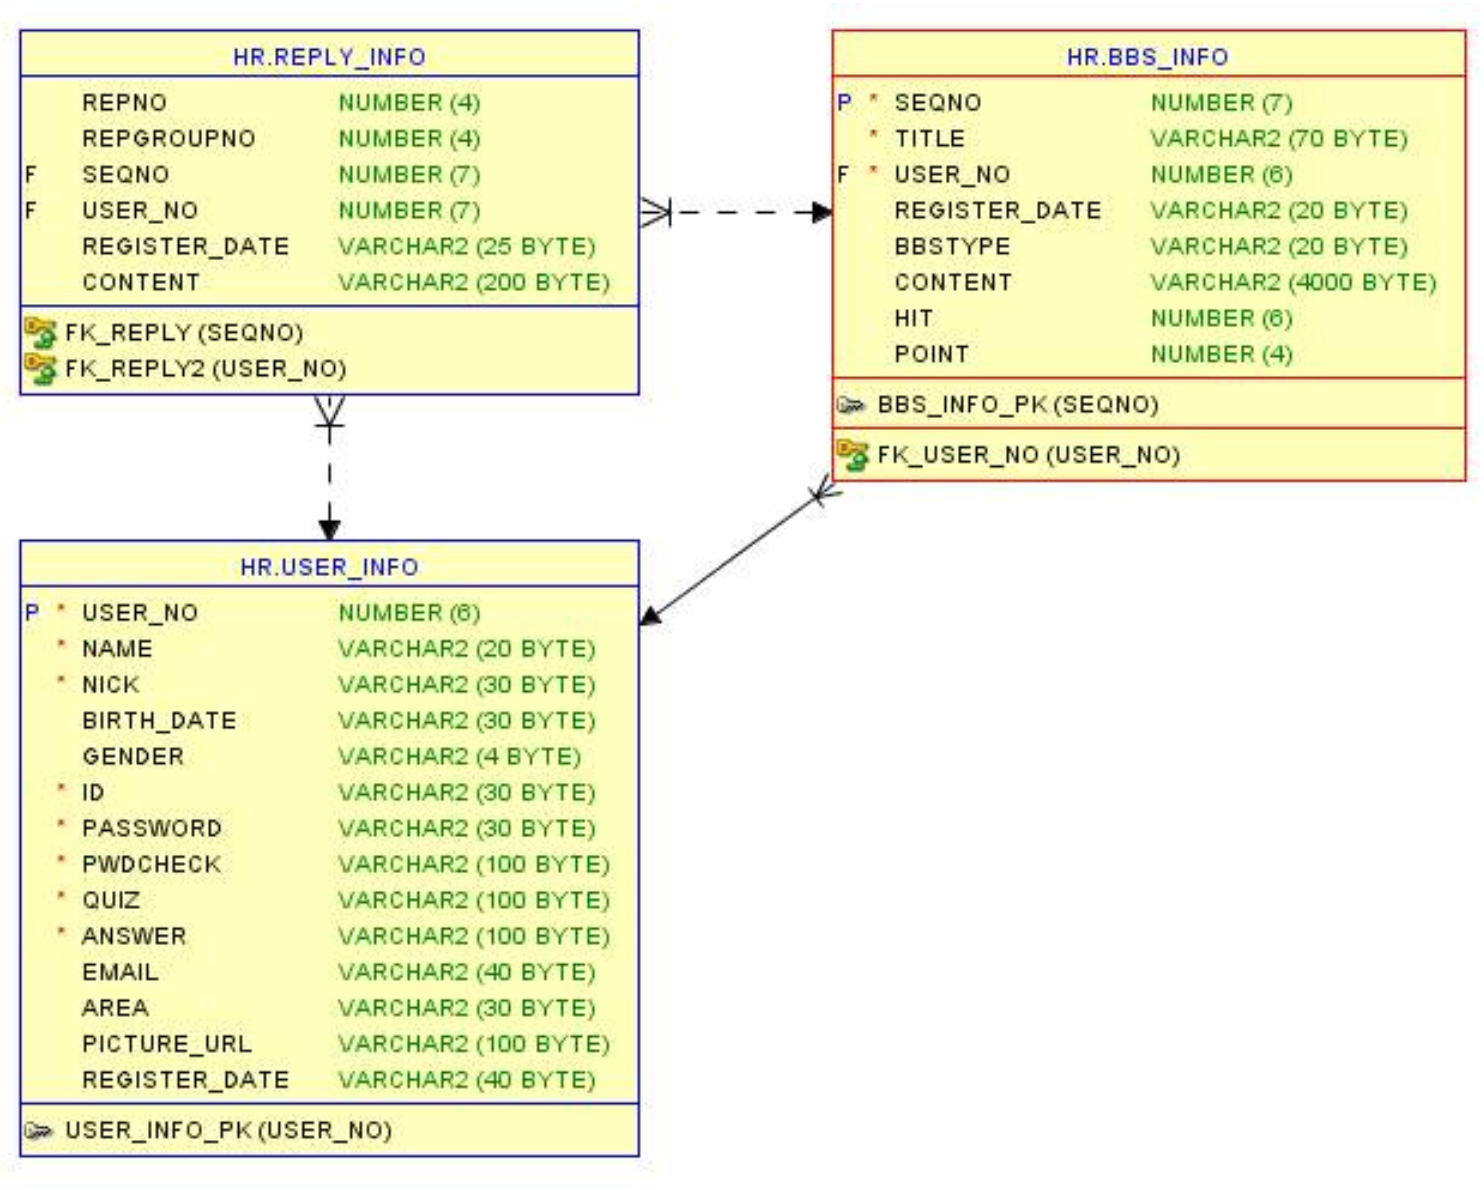 HR.REPLY_INFO
REPNO NUMBER (4)
REPGROUPNO NUMBER (4)
F SEQNO NUMBER (7)
F USER_NO NUMBER (7)
REGISTER_DATE VARCHAR2 (25 BYTE)
CONTENT VARCHAR2 (200 BYTE)
FK_REPLY (SEQNO)
FK_REPLY2 (USER_NO)
HR.BBS_INFO
P * SEQNO NUMBER (7)
* TITLE VARCHAR2 (70 BYTE)
F * USER_NO NUMBER (6)
REGISTER_DATE VARCHAR2 (20 BYTE)
BBSTYPE VARCHAR2 (20 BYTE)
CONTENT VARCHAR2 (4000 BYTE)
HIT NUMBER (6)
POINT NUMBER (4)
BBS_INFO_PK (SEQNO)
FK_USER_NO (USER_NO)
HR.USER_INFO
P * USER_NO NUMBER (6)
* NAME VARCHAR2 (20 BYTE)
* NICK VARCHAR2 (30 BYTE)
BIRTH_DATE VARCHAR2 (30 BYTE)
GENDER VARCHAR2 (4 BYTE)
* ID VARCHAR2 (30 BYTE)
* PASSWORD VARCHAR2 (30 BYTE)
* PWDCHECK VARCHAR2 (100 BYTE)
* QUIZ VARCHAR2 (100 BYTE)
* ANSWER VARCHAR2 (100 BYTE)
EMAIL VARCHAR2 (40 BYTE)
AREA VARCHAR2 (30 BYTE)
PICTURE_URL VARCHAR2 (100 BYTE)
REGISTER_DATE VARCHAR2 (40 BYTE)
USER_INFO_PK (USER_NO)